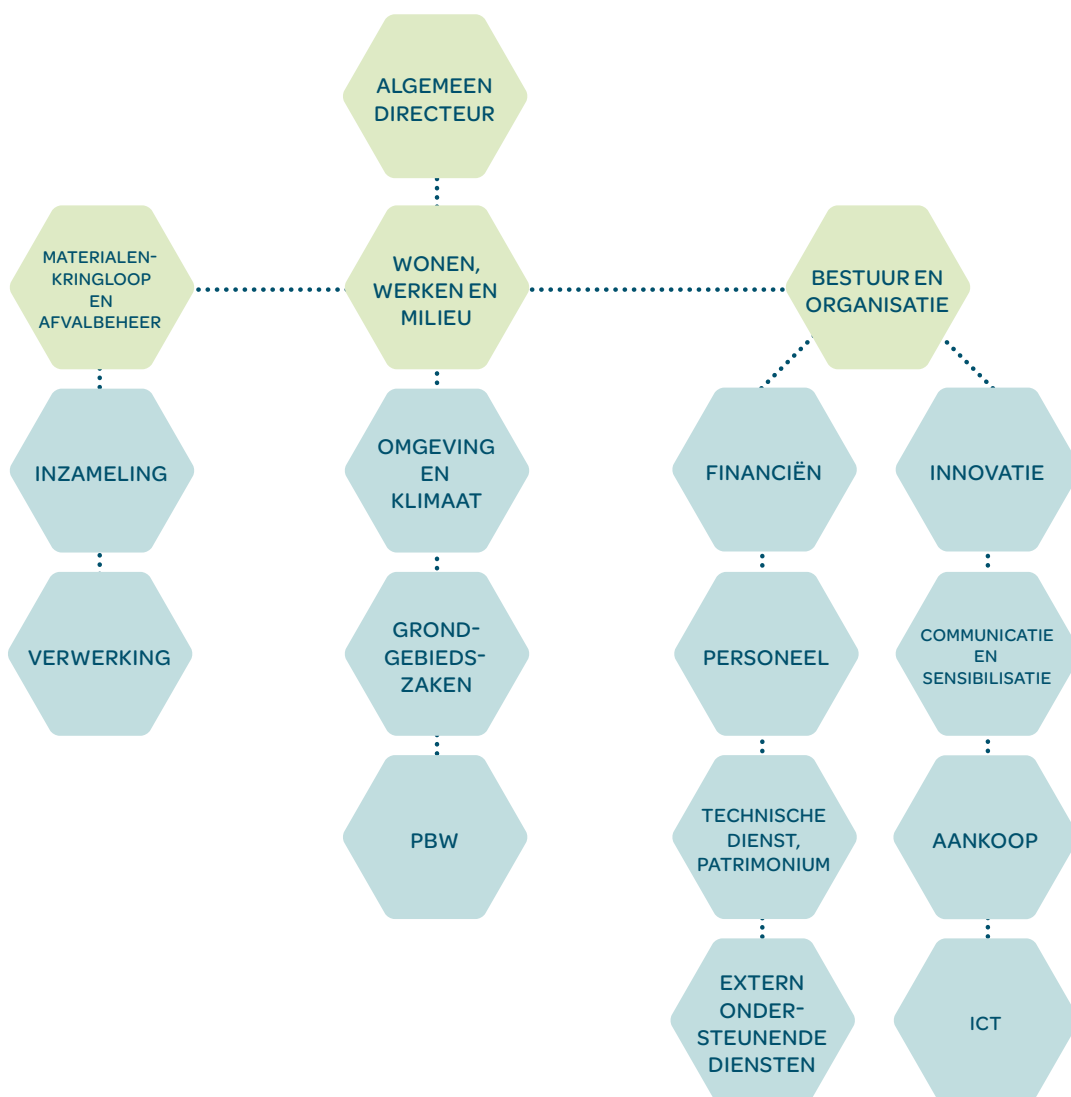 ALGEMEEN
DIRECTEUR
MATERIALEN-
KRINGLOOP
EN
AFVALBEHEER
WONEN,
WERKEN EN
MILIEU
BESTUUR EN
ORGANISATIE
INZAMELING
OMGEVING
EN
KLIMAAT
FINANCIËN
INNOVATIE
VERWERKING
GROND-
GEBIEDS-
ZAKEN
PERSONEEL
COMMUNICATIE
EN
SENSIBILISATIE
PBW
TECHNISCHE
DIENST,
PATRIMONIUM
AANKOOP
EXTERN
ONDER-
STEUNENDE
DIENSTEN
ICT